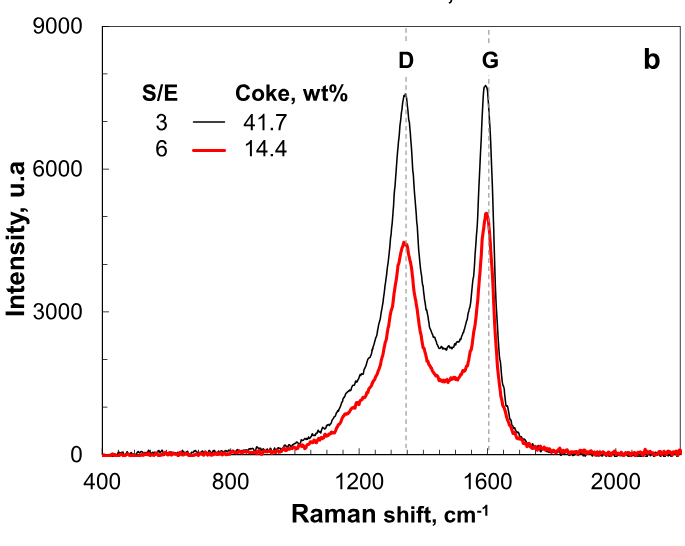 9000
D
G
b
S/E
Coke, wt%
3
41.7
6
14.4
6000
3000
0
Intensity, u.a
400
800
1200
1600
2000
Raman shift, cm-1